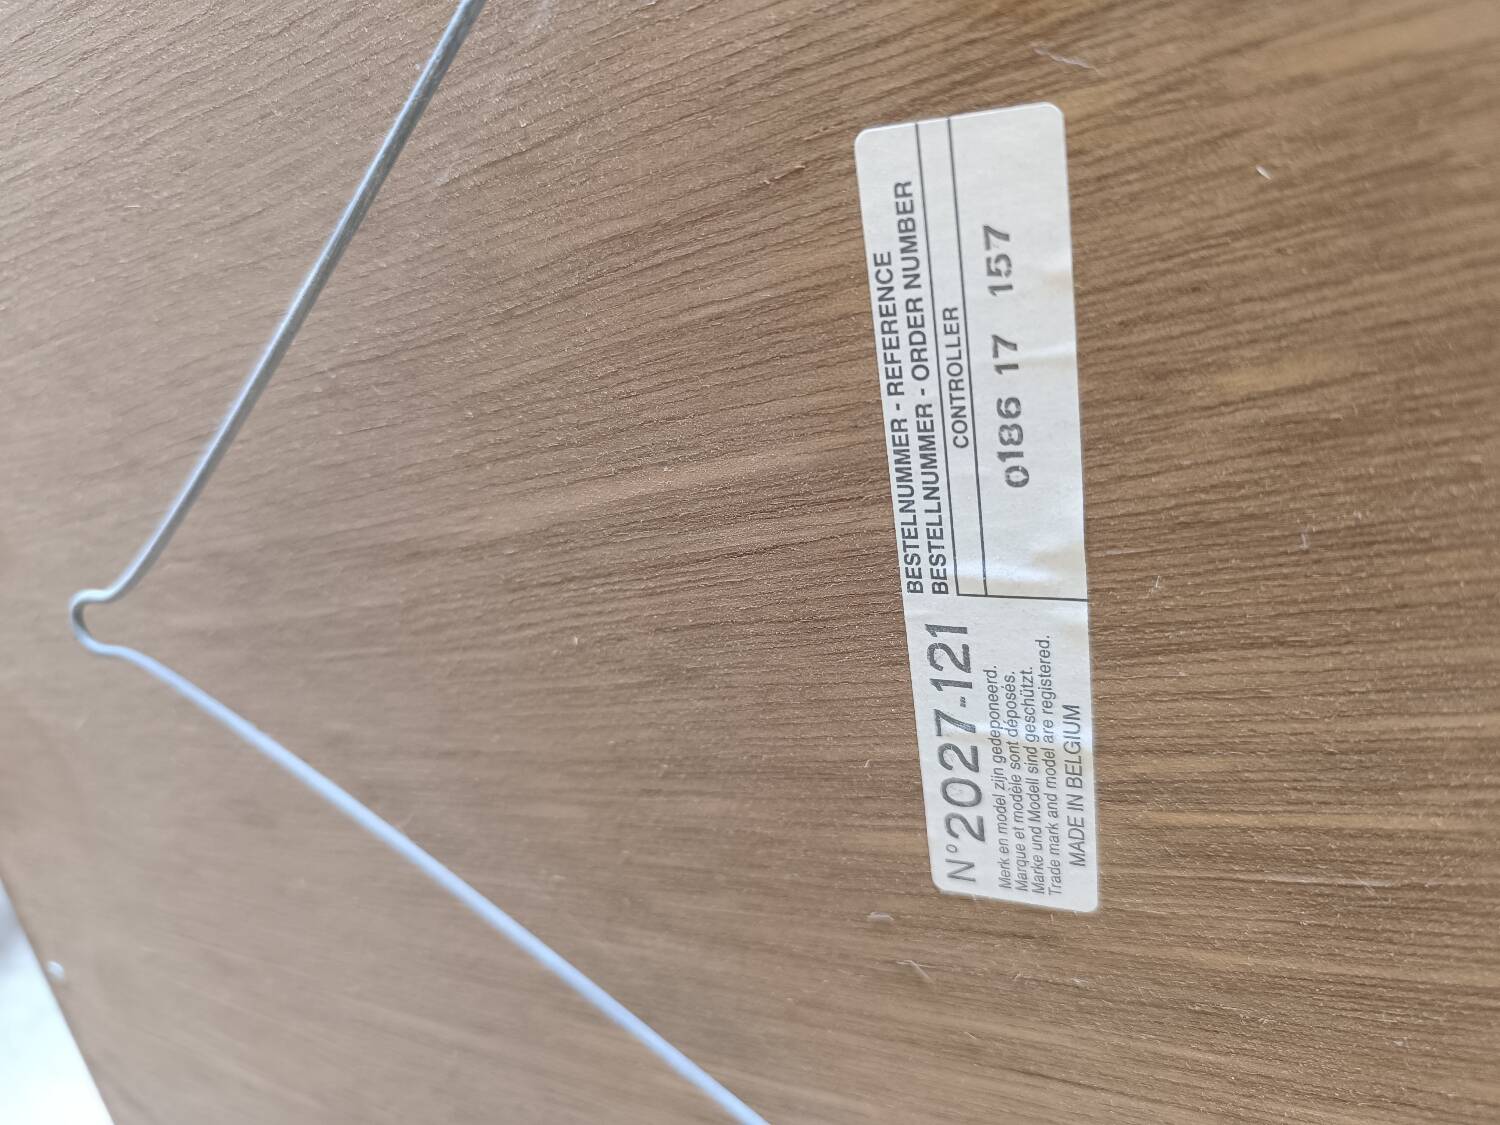 N° 2027-121
Merk en model zijn gedeponeerd.
Marque et modèle sont déposés.
Marke und Modell sind geschützt.
Trade mark and model are registered.
MADE IN BELGIUM
BESTELNUMMER - REFERENCE
BESTELLNUMMER - ORDER NUMBER
CONTROLLER
0186 17 157